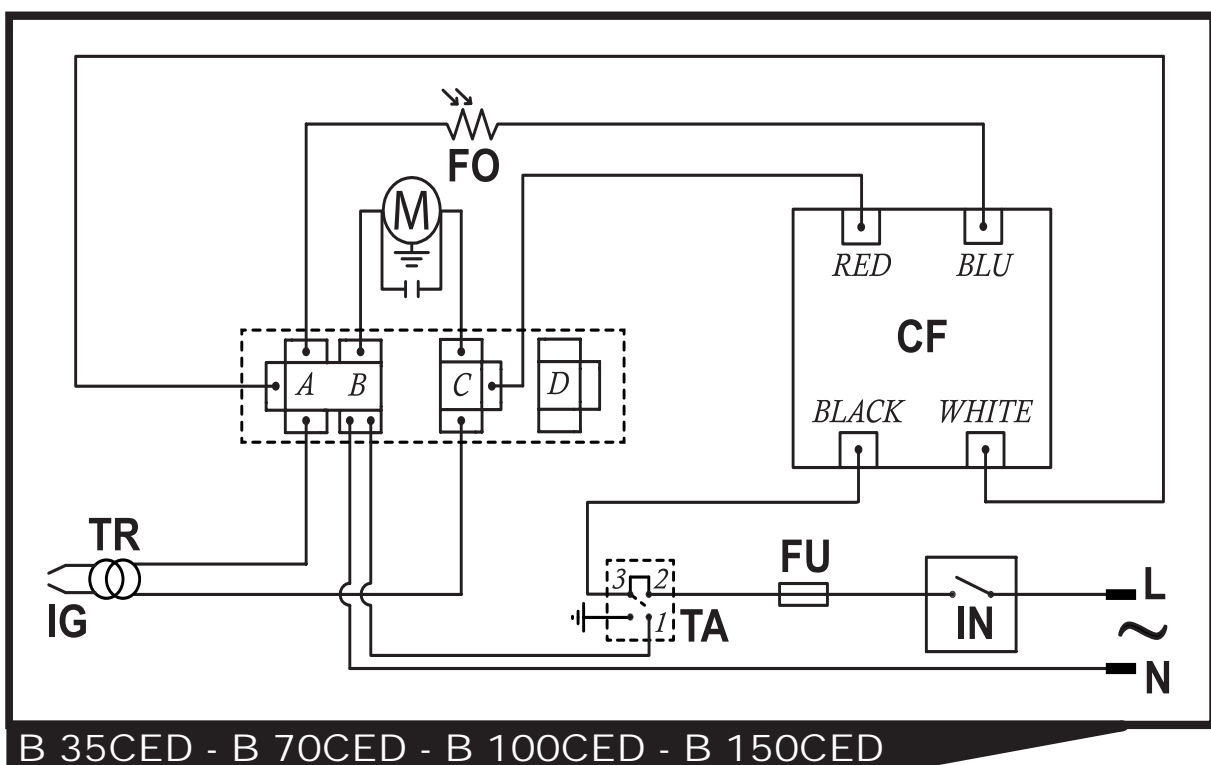 FO
M
RED BLU
CF
A B C D
BLACK WHITE
TR
FU
3 2
L
IG
1 TA
IN
~
N
B 35CED - B 70CED - B 100CED - B 150CED